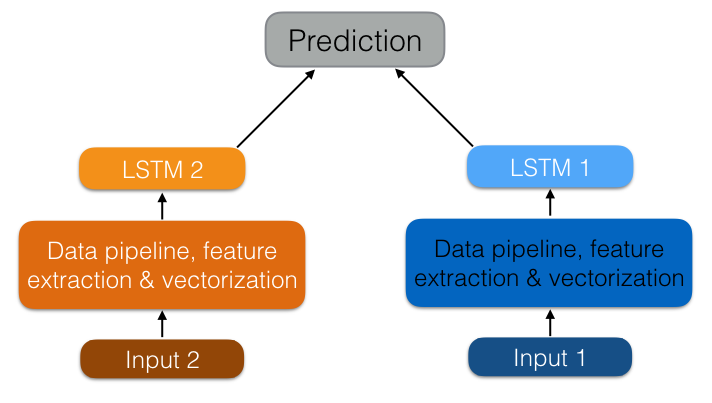 Prediction
LSTM 2
LSTM 1
Data pipeline, feature
extraction & vectorization
Data pipeline, feature
extraction & vectorization
Input 2
Input 1